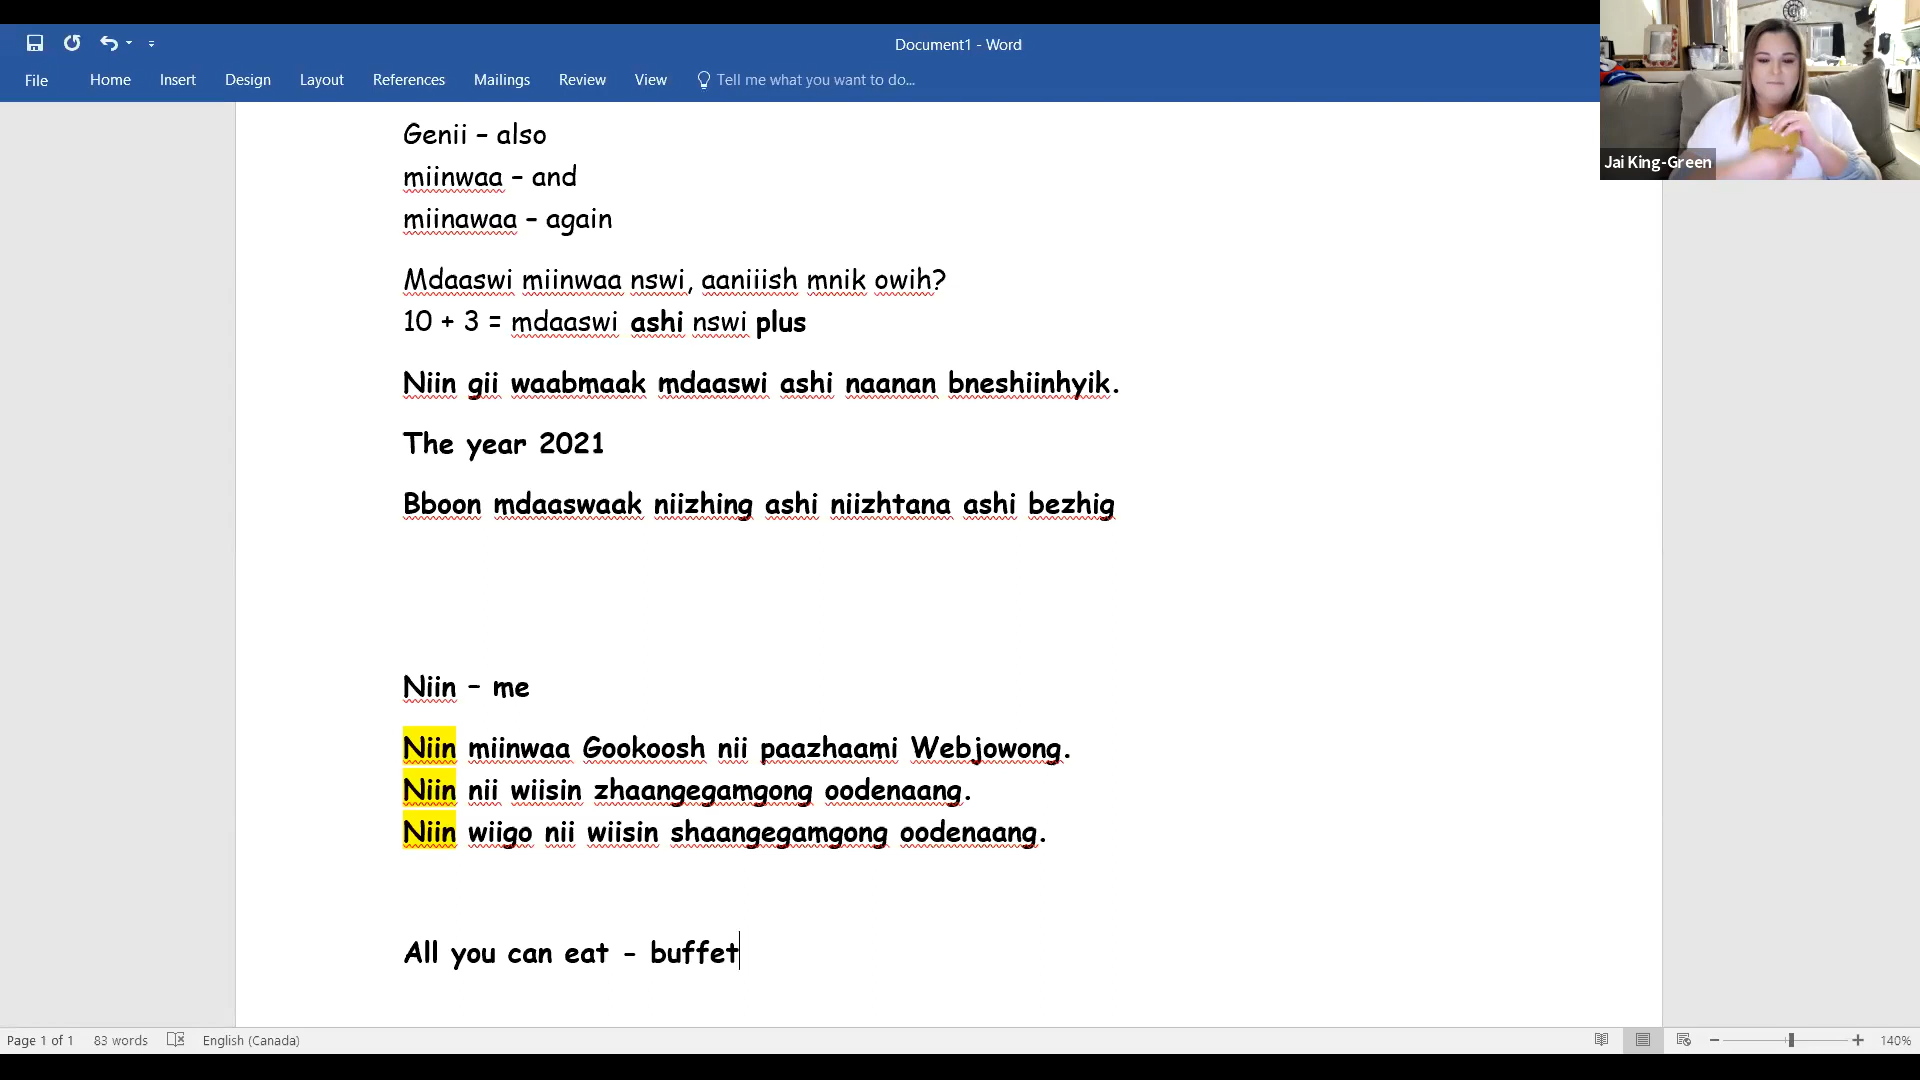 Document1 - Word
File Home Insert Design Layout References Mailings Review View Tell me what you want to do...
Jai King-Green
Genii – also
miinwaa – and
miinawaa – again
Mdaaswi miinwaa nswi, aaniiish mnik owih?
10 + 3 = mdaaswi ashi nswi plus
Niin gii waabmaak mdaaswi ashi naanan bneshiinhyik.
The year 2021
Bboon mdaaswaak niizhing ashi niizhtana ashi bezhig
Niin – me
Niin miinwaa Gookoosh nii paazhaami Webjowong.
Niin nii wiisin zhaangegamgong oodenaang.
Niin wiigo nii wiisin shaangegamgong oodenaang.
All you can eat - buffet
Page 1 of 1 83 words English (Canada) 140%